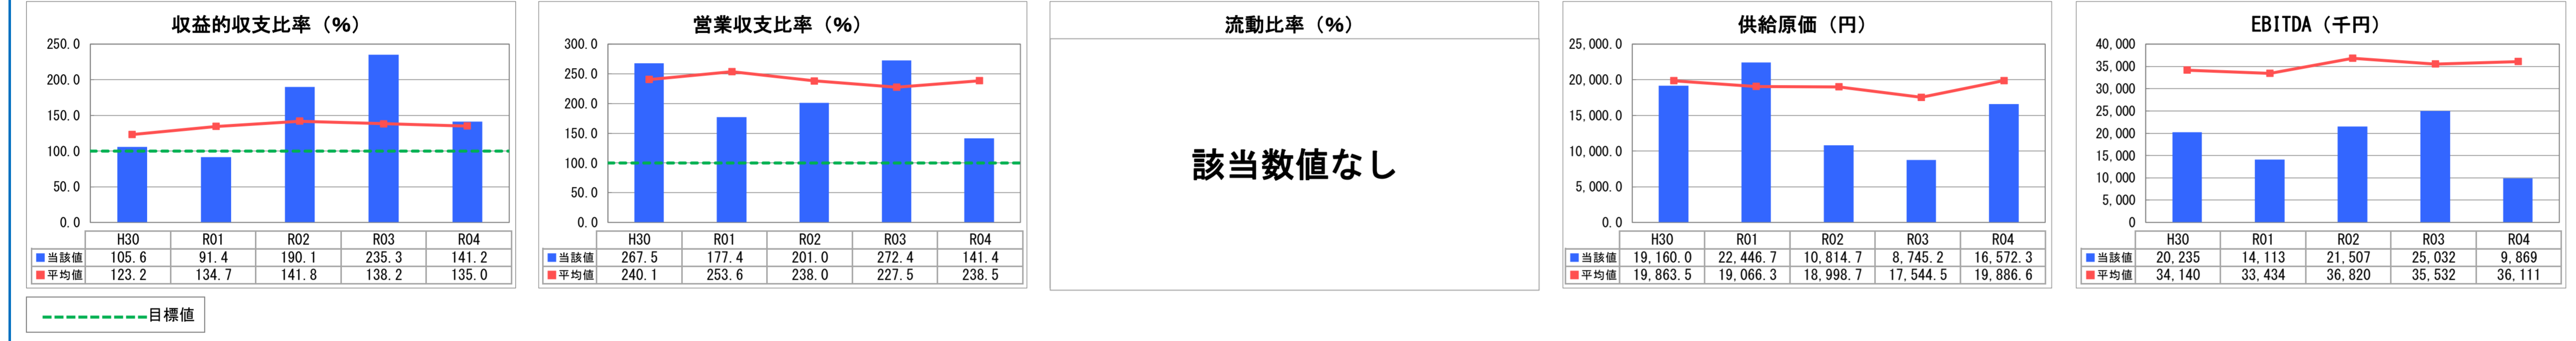 収益的収支比率（％）
250.0
200.0
150.0
100.0
50.0
0.0
H30 R01 R02 R03 R04
当該値 105.6 91.4 190.1 235.3 141.2
平均値 123.2 134.7 141.8 138.2 135.0
営業収支比率（％）
300.0
250.0
200.0
150.0
100.0
50.0
0.0
H30 R01 R02 R03 R04
当該値 267.5 177.4 201.0 272.4 141.4
平均値 240.1 253.6 238.0 227.5 238.5
流動比率（％）
該当数値なし
供給原価（円）
25,000.0
20,000.0
15,000.0
10,000.0
5,000.0
0.0
H30 R01 R02 R03 R04
当該値 19,160.0 22,446.7 10,814.7 8,745.2 16,572.3
平均値 19,863.5 19,066.3 18,998.7 17,544.5 19,886.6
EBITDA（千円）
40,000
35,000
30,000
25,000
20,000
15,000
10,000
5,000
0
H30 R01 R02 R03 R04
当該値 20,235 14,113 21,507 25,032 9,869
平均値 34,140 33,434 36,820 35,532 36,111
目標値